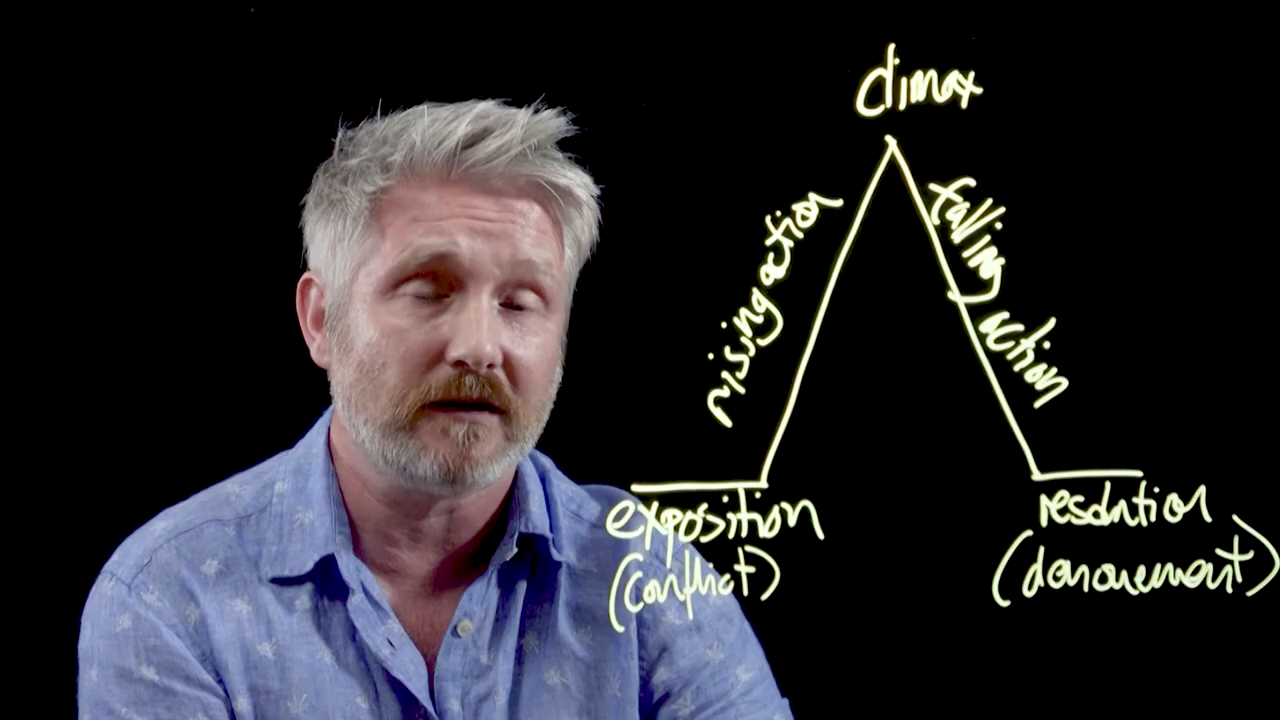 climax
rising action
falling action
exposition
(conflict)
resolution
(denouement)